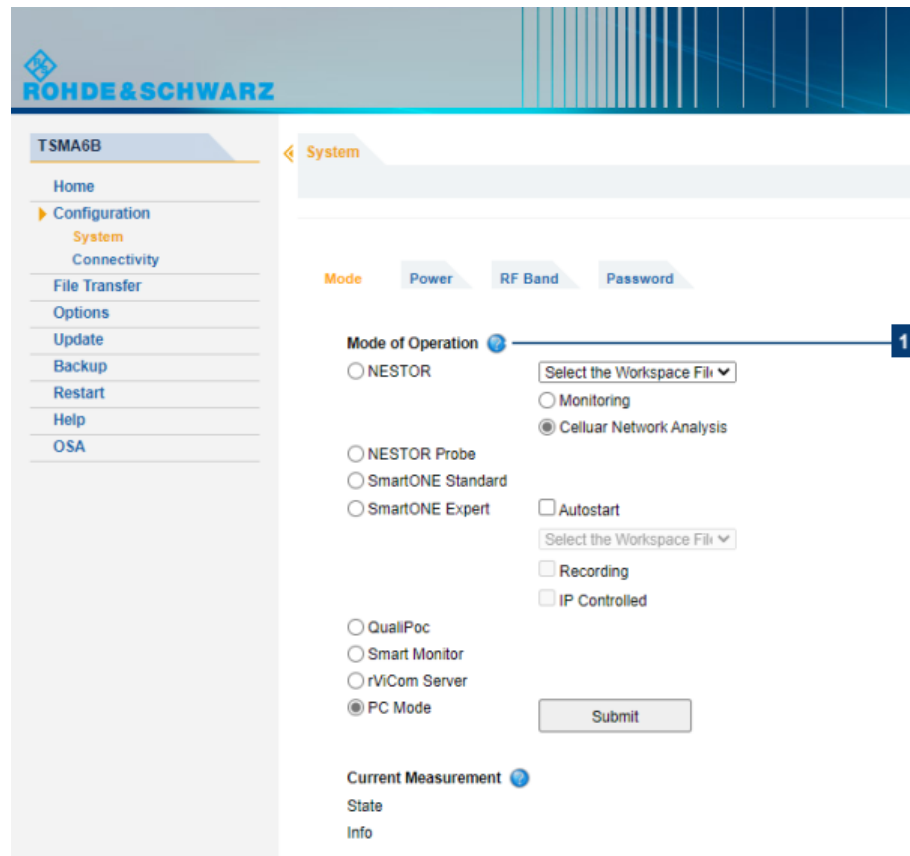 ROHDE&SCHWARZ
TSMA6B
Home
Configuration
System
Connectivity
File Transfer
Options
Update
Backup
Restart
Help
OSA
System
Mode Power RF Band Password
Mode of Operation ? 1
NESTOR Select the Workspace File
Monitoring
Celluar Network Analysis
NESTOR Probe
SmartONE Standard
SmartONE Expert Autostart
Select the Workspace File
Recording
IP Controlled
QualiPoc
Smart Monitor
rViCom Server
PC Mode Submit
Current Measurement ?
State
Info